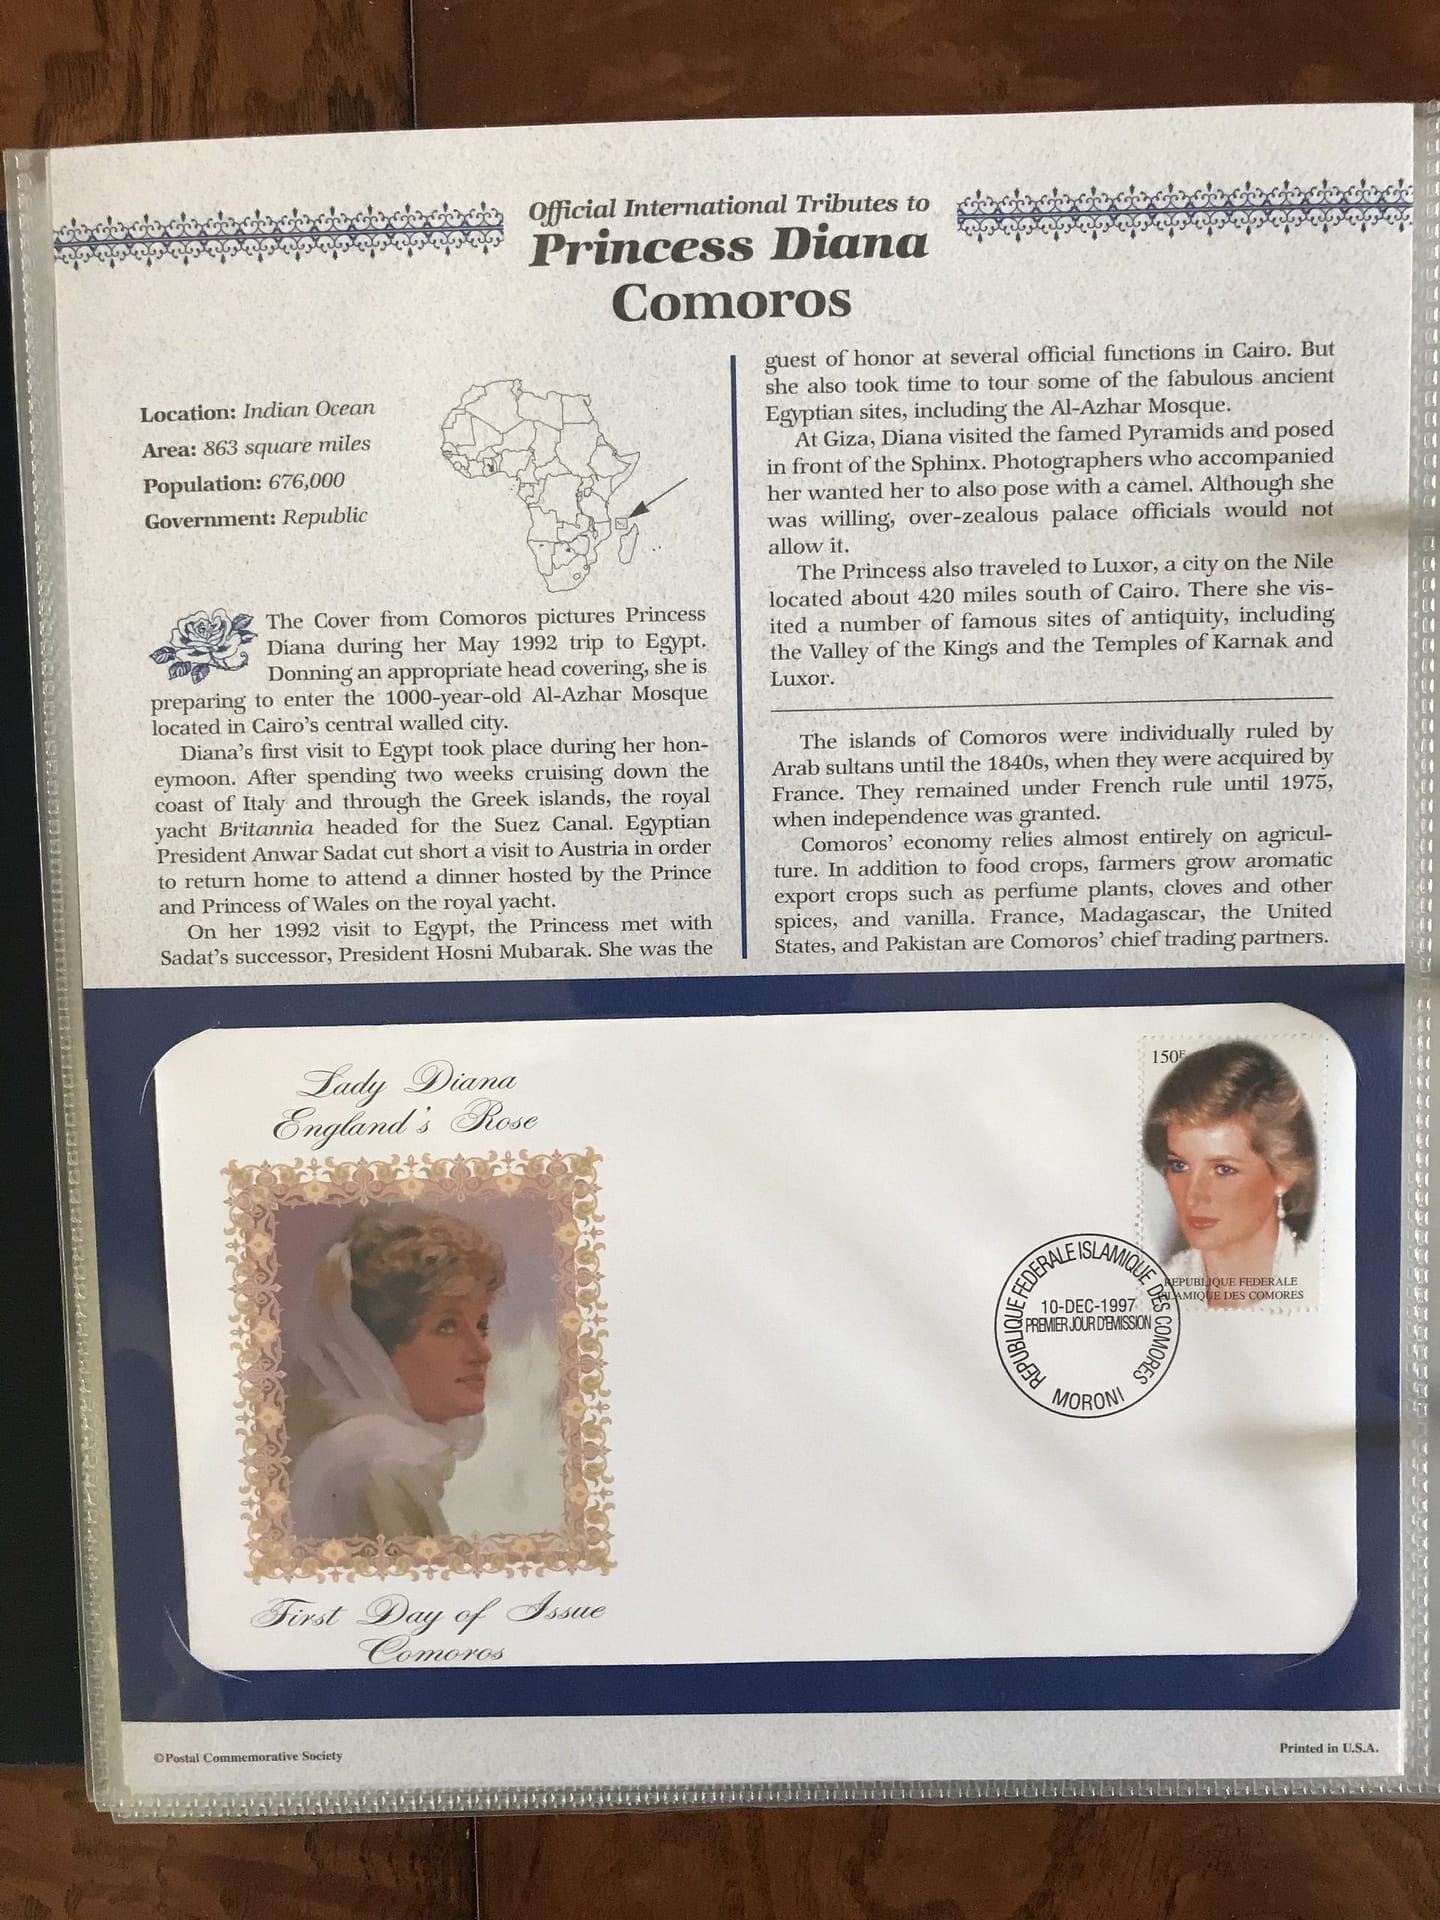 Official International Tributes to
Princess Diana
Comoros
Location: Indian Ocean
Area: 863 square miles
Population: 676,000
Government: Republic
The Cover from Comoros pictures Princess
Diana during her May 1992 trip to Egypt.
Donning an appropriate head covering, she is
preparing to enter the 1000-year-old Al-Azhar Mosque
located in Cairo's central walled city.
Diana's first visit to Egypt took place during her hon-
eymoon. After spending two weeks cruising down the
coast of Italy and through the Greek islands, the royal
yacht Britannia headed for the Suez Canal. Egyptian
President Anwar Sadat cut short a visit to Austria in order
to return home to attend a dinner hosted by the Prince
and Princess of Wales on the royal yacht.
On her 1992 visit to Egypt, the Princess met with
Sadat's successor, President Hosni Mubarak. She was the
guest of honor at several official functions in Cairo. But
she also took time to tour some of the fabulous ancient
Egyptian sites, including the Al-Azhar Mosque.
At Giza, Diana visited the famed Pyramids and posed
in front of the Sphinx. Photographers who accompanied
her wanted her to also pose with a camel. Although she
was willing, over-zealous palace officials would not
allow it.
The Princess also traveled to Luxor, a city on the Nile
located about 420 miles south of Cairo. There she vis-
ited a number of famous sites of antiquity, including
the Valley of the Kings and the Temples of Karnak and
Luxor.
The islands of Comoros were individually ruled by
Arab sultans until the 1840s, when they were acquired by
France. They remained under French rule until 1975,
when independence was granted.
Comoros' economy relies almost entirely on agricul-
ture. In addition to food crops, farmers grow aromatic
export crops such as perfume plants, cloves and other
spices, and vanilla. France, Madagascar, the United
States, and Pakistan are Comoros' chief trading partners.
Lady Diana
England's Rose
First Day of Issue
Comoros
150F
REPUBLIQUE FEDERALE
ISLAMIQUE DES COMORES
REPUBLIQUE FEDERALE ISLAMIQUE DES COMORES
10-DEC-1997
PREMIER JOUR D'EMISSION
MORONI
©Postal Commemorative Society
Printed in U.S.A.